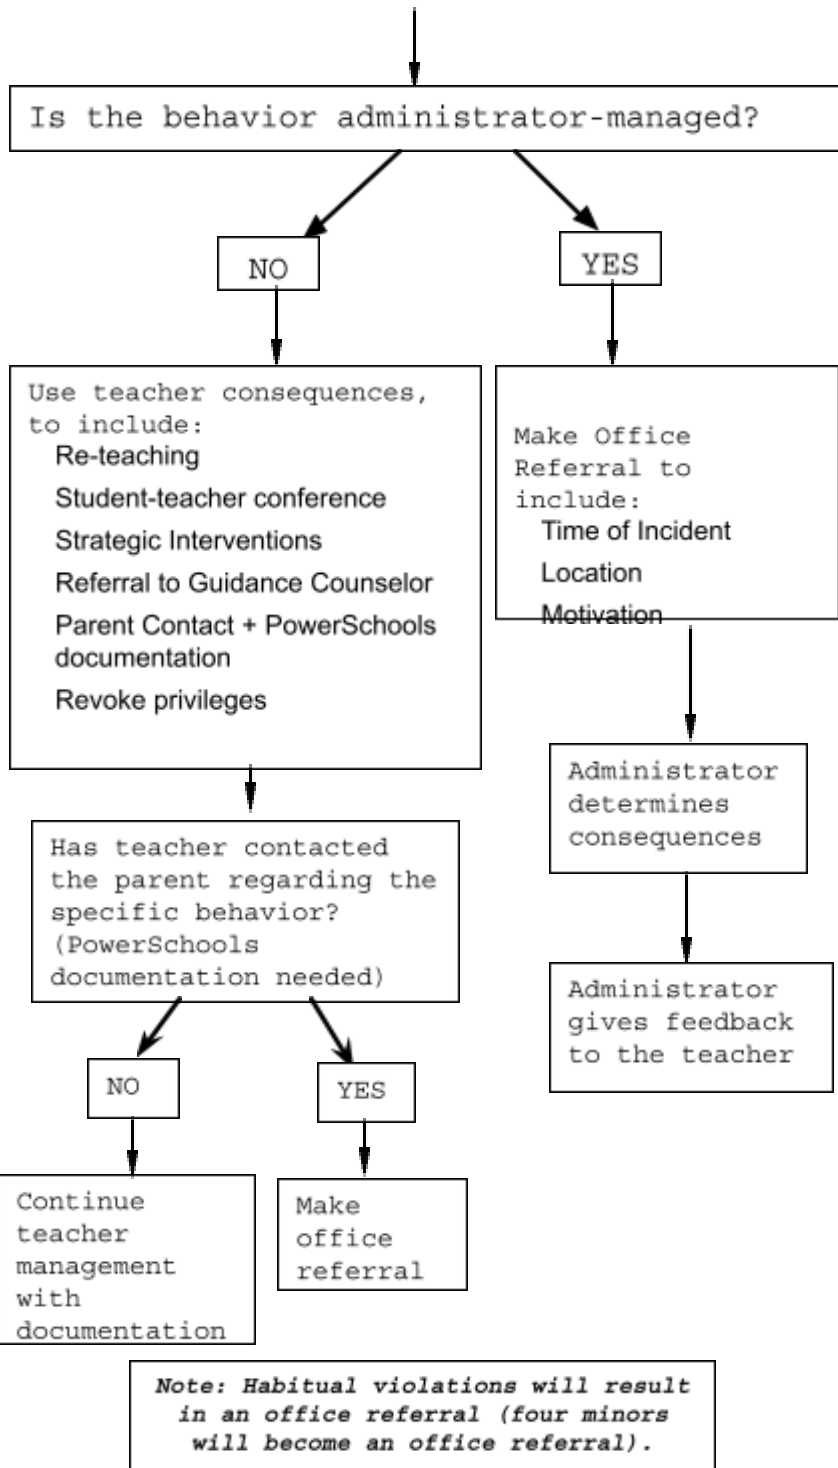 Is the behavior administrator-managed?
NO
YES
Use teacher consequences,
to include:
Re-teaching
Student-teacher conference
Strategic Interventions
Referral to Guidance Counselor
Parent Contact + PowerSchools
documentation
Revoke privileges
Make Office
Referral to
include:
Time of Incident
Location
Motivation
Administrator
determines
consequences
Has teacher contacted
the parent regarding the
specific behavior?
(PowerSchools
documentation needed)
Administrator
gives feedback
to the teacher
NO
YES
Continue
teacher
management
with
documentation
Make
office
referral
Note: Habitual violations will result
in an office referral (four minors
will become an office referral).